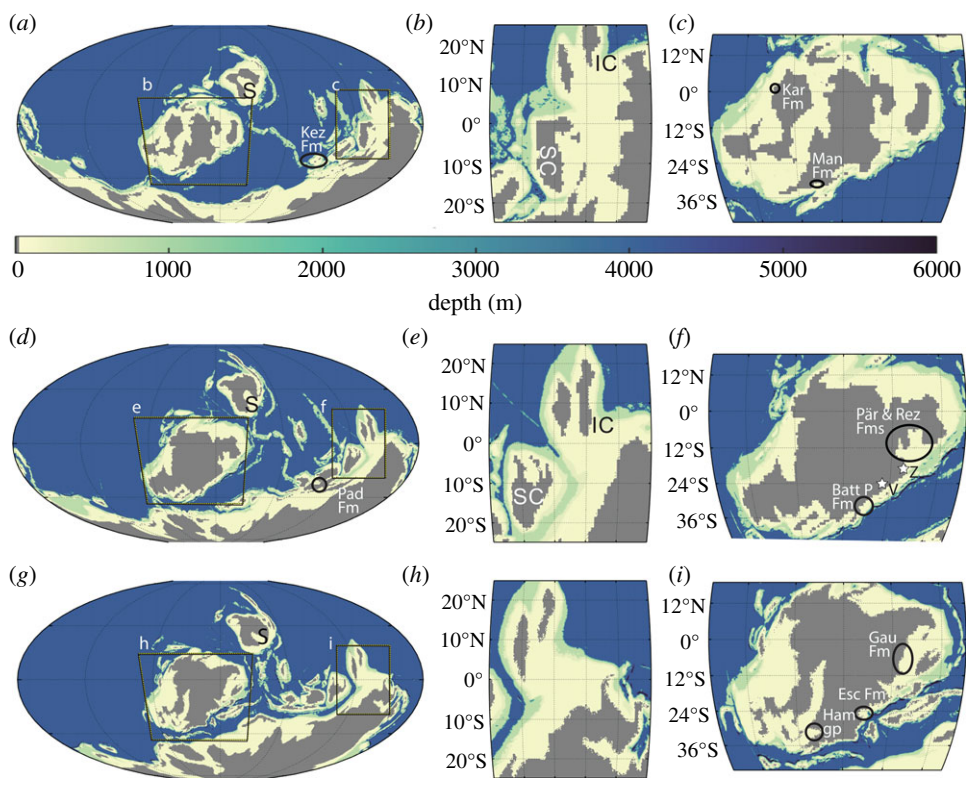 (a)
b
S
c
Kez
Fm
(b)
20°N
10°N
0°
10°S
20°S
IC
SC
(c)
12°N
0°
12°S
24°S
36°S
Kar
Fm
Man
Fm
0 1000 2000 3000 4000 5000 6000
depth (m)
(d)
e
S
f
Pad
Fm
(e)
20°N
10°N
0°
10°S
20°S
IC
SC
(f)
12°N
0°
12°S
24°S
36°S
Pär & Rez
Fms
Z
V
Batt P
Fm
(g)
h
S
i
(h)
20°N
10°N
0°
10°S
20°S
(i)
12°N
0°
12°S
24°S
36°S
Gau
Fm
Esc Fm
Ham
gp